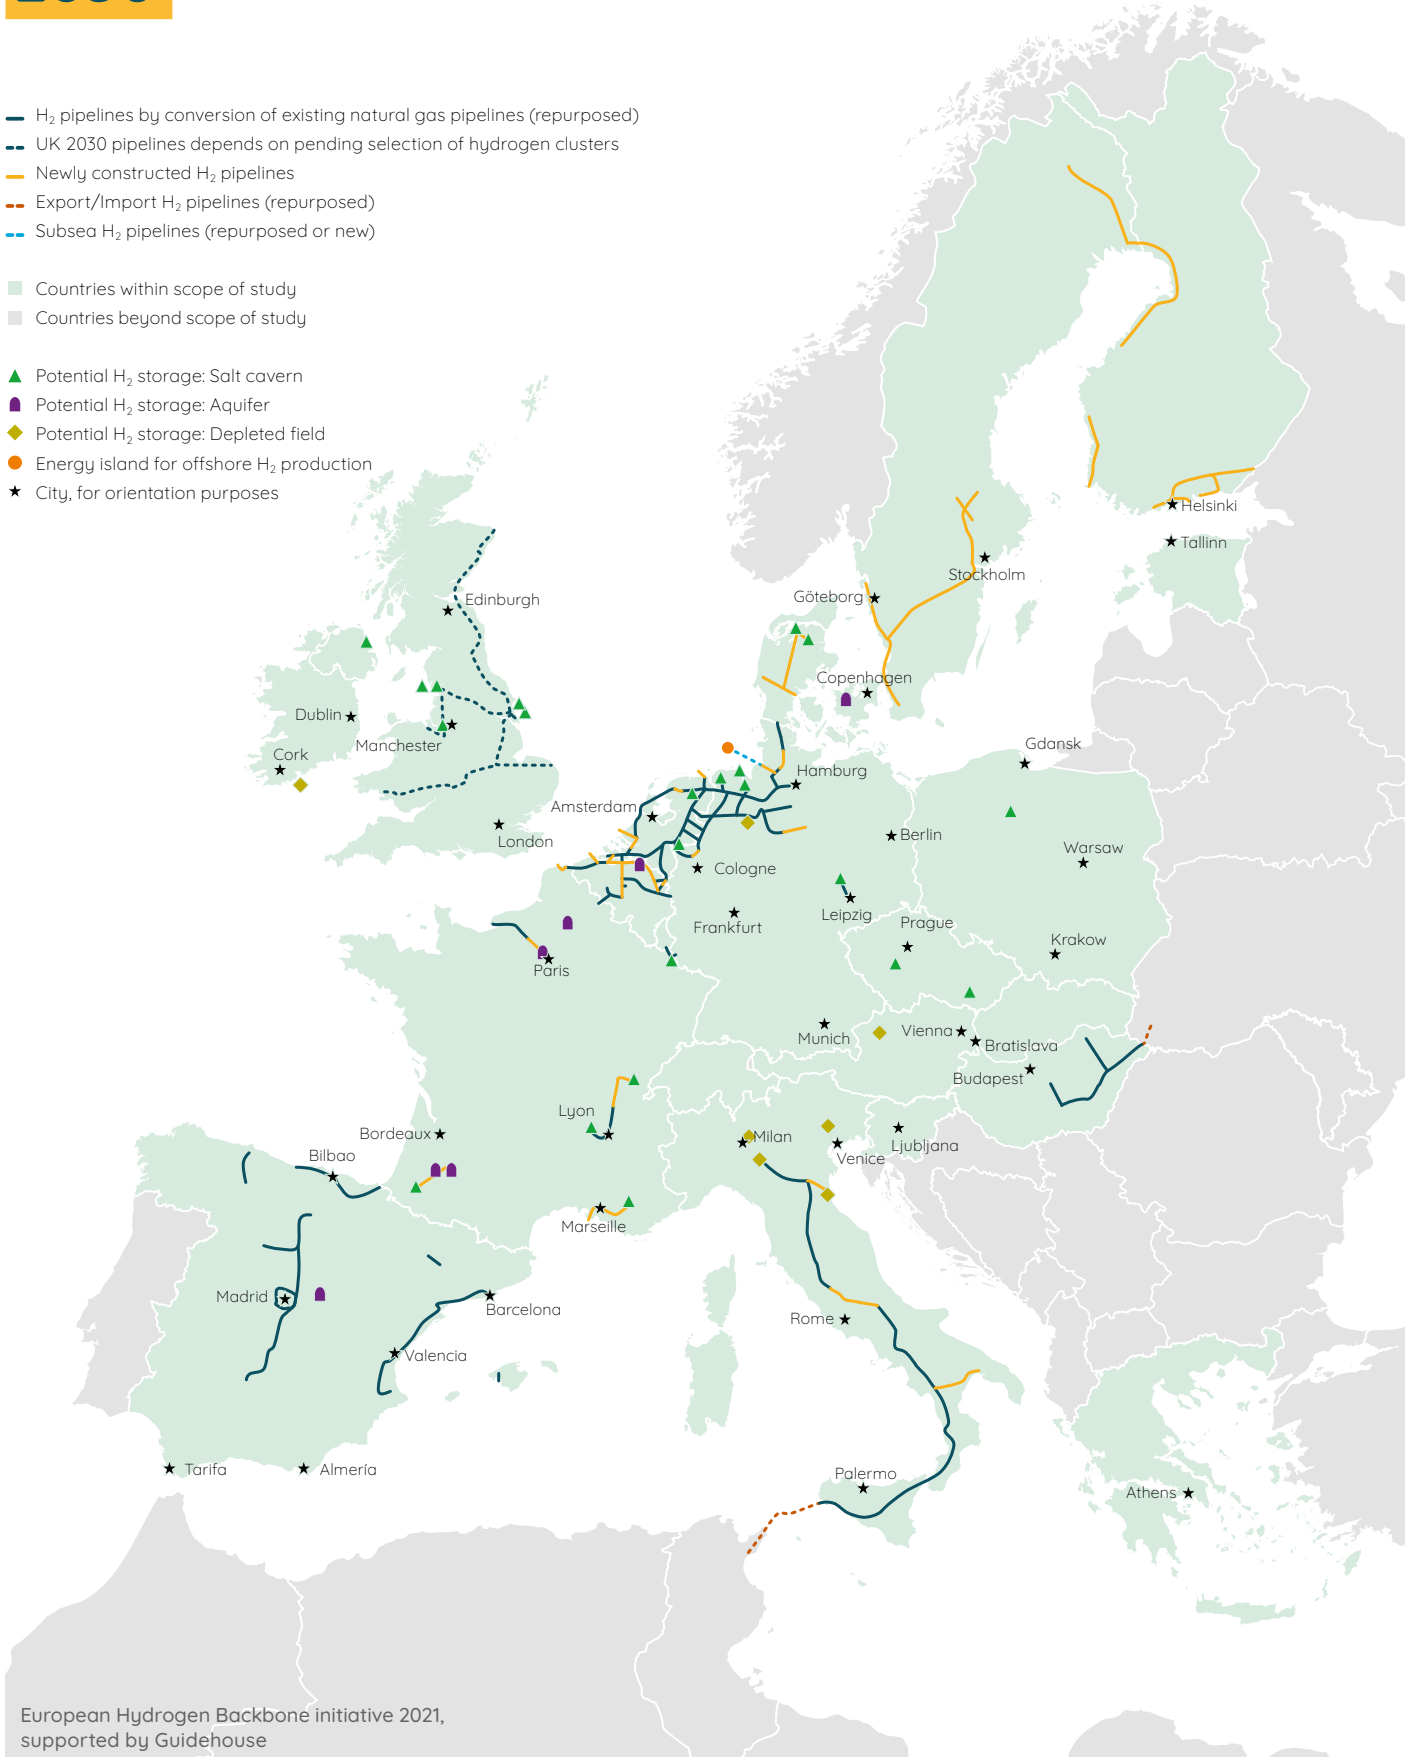 H₂ pipelines by conversion of existing natural gas pipelines (repurposed)
UK 2030 pipelines depends on pending selection of hydrogen clusters
Newly constructed H₂ pipelines
Export/Import H₂ pipelines (repurposed)
Subsea H₂ pipelines (repurposed or new)
Countries within scope of study
Countries beyond scope of study
Potential H₂ storage: Salt cavern
Potential H₂ storage: Aquifer
Potential H₂ storage: Depleted field
Energy island for offshore H₂ production
City, for orientation purposes
Helsinki
Tallinn
Stockholm
Göteborg
Edinburgh
Copenhagen
Dublin
Manchester
Cork
Gdansk
Hamburg
Amsterdam
London
Berlin
Warsaw
Cologne
Leipzig
Frankfurt
Prague
Krakow
Paris
Munich
Vienna
Bratislava
Budapest
Lyon
Bordeaux
Milan
Venice
Ljubljana
Bilbao
Marseille
Madrid
Barcelona
Rome
Valencia
Tarifa
Almería
Palermo
Athens
European Hydrogen Backbone initiative 2021,
supported by Guidehouse